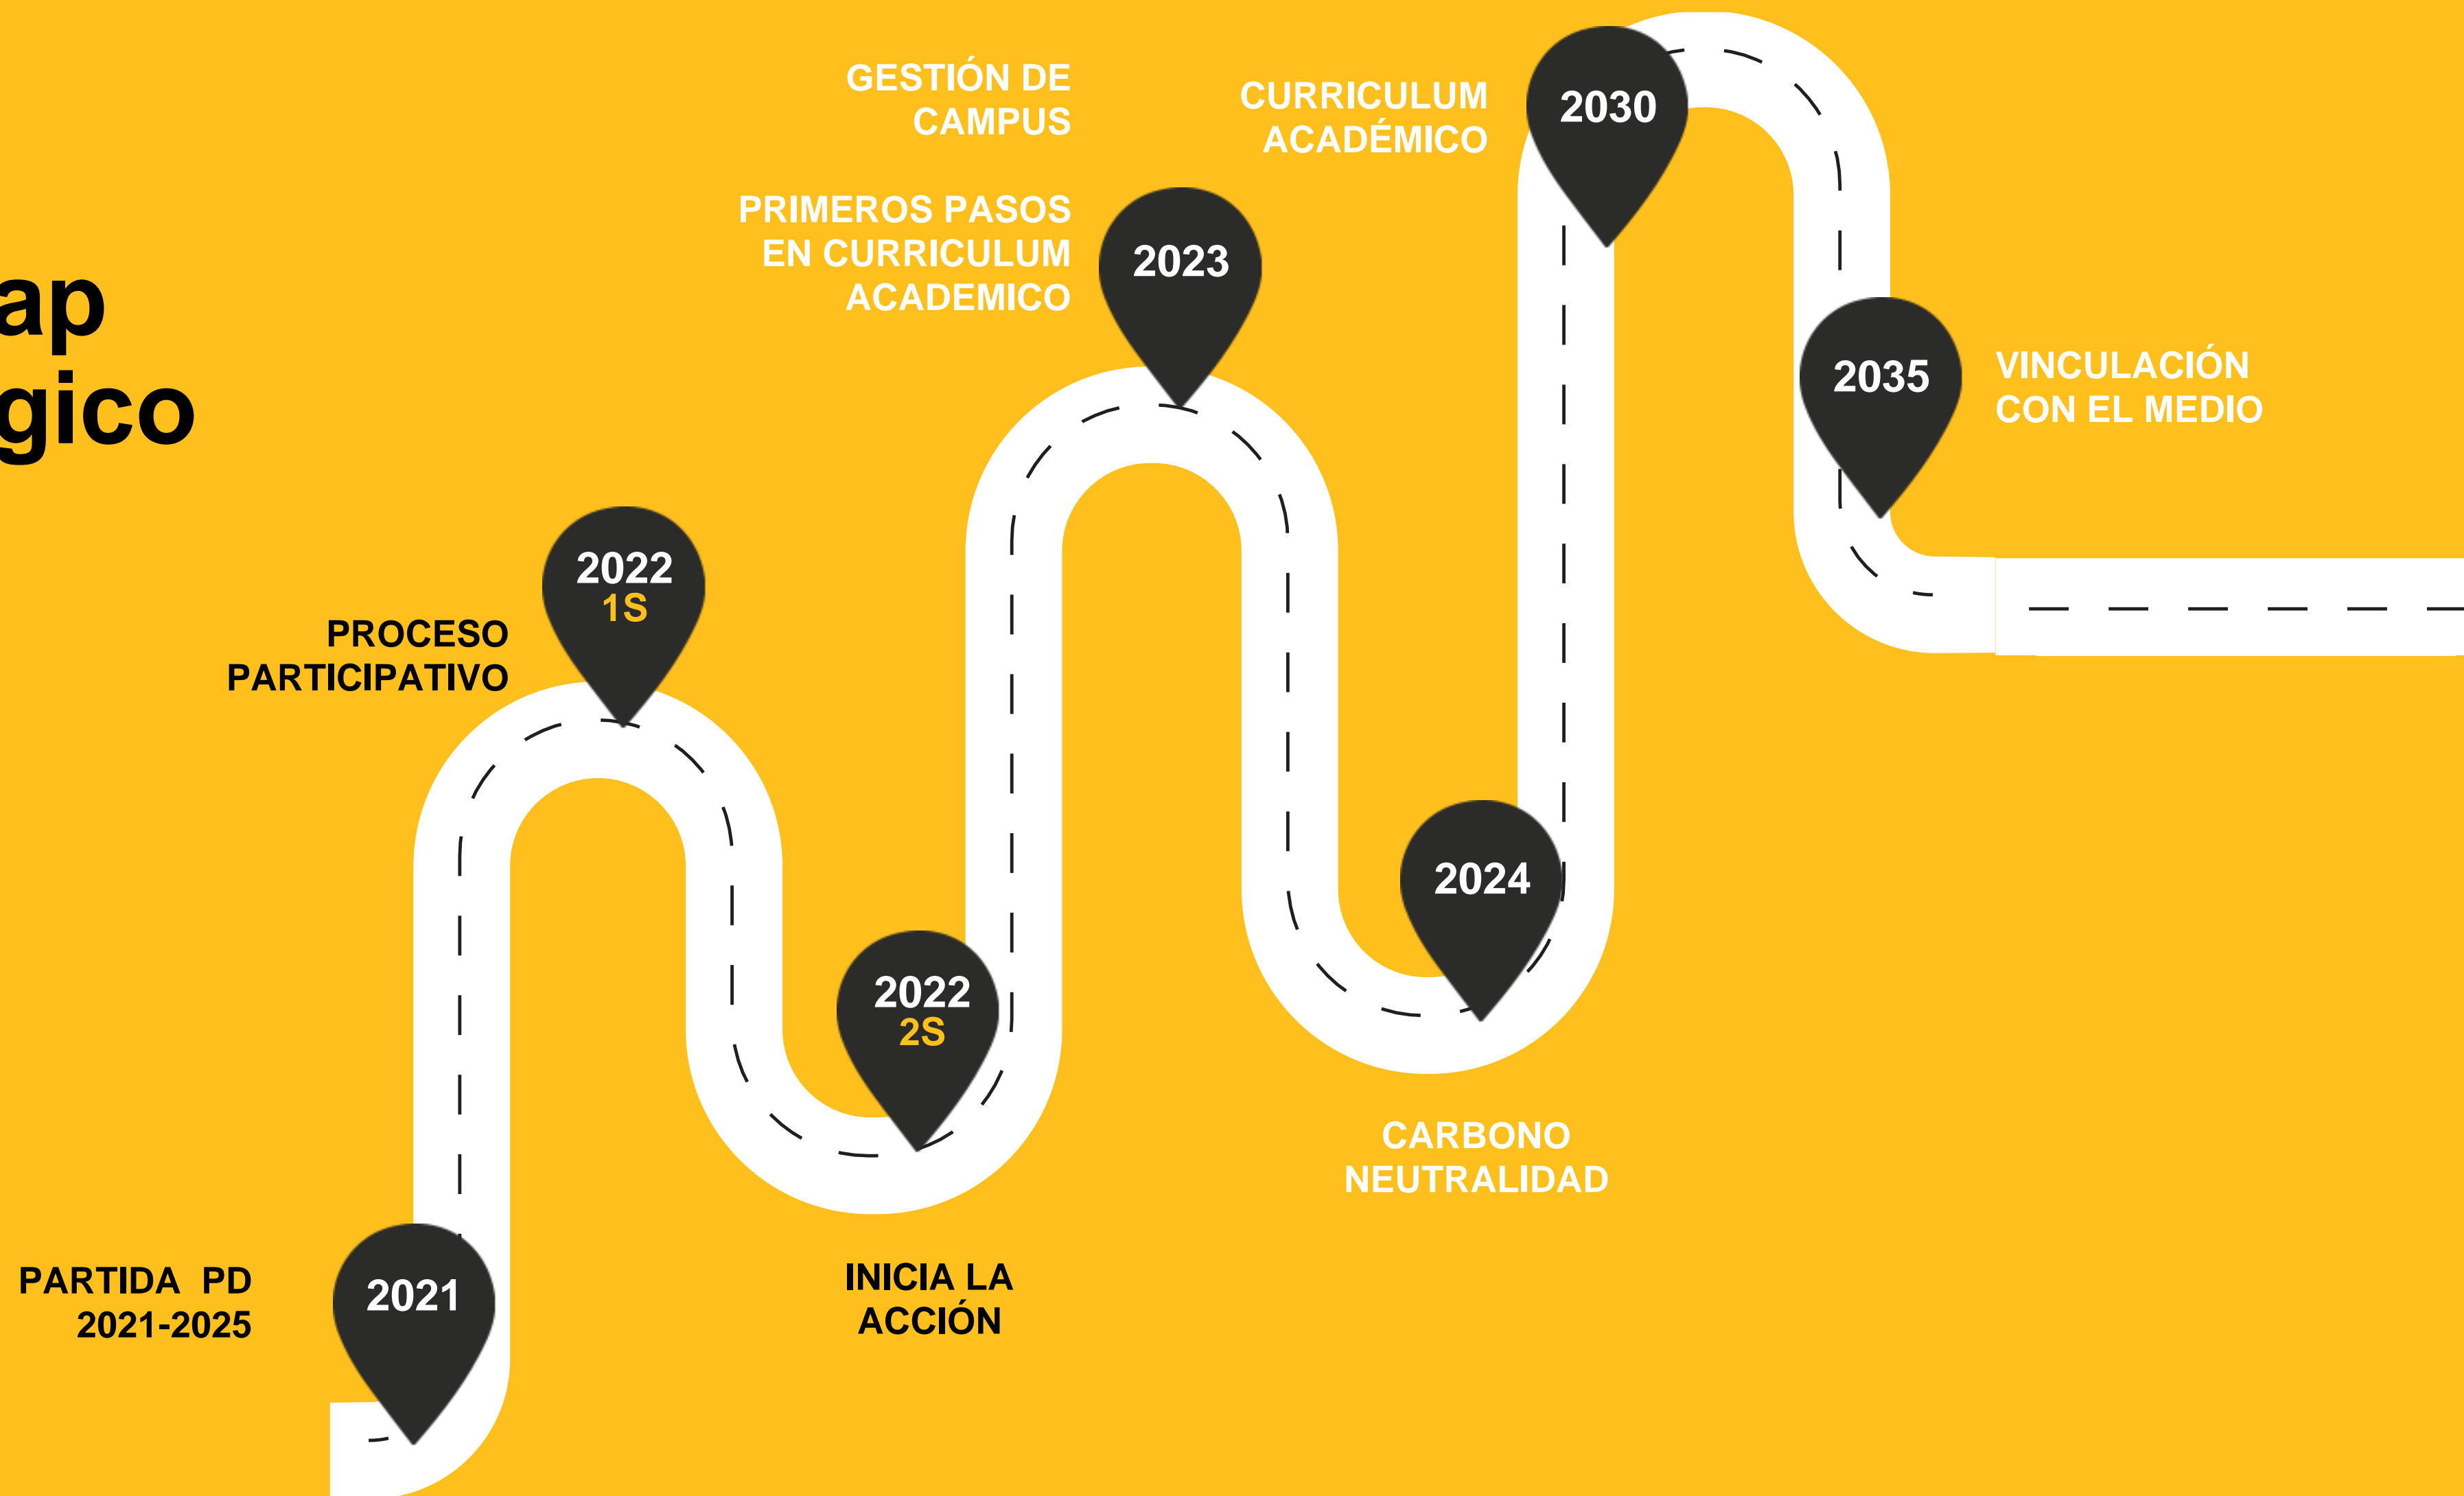 ap
gico
GESTIÓN DE
CAMPUS
PRIMEROS PASOS
EN CURRICULUM
ACADEMICO
2023
CURRICULUM
ACADÉMICO
2030
2035
VINCULACIÓN
CON EL MEDIO
PROCESO
PARTICIPATIVO
2022
1S
2022
2S
INICIA LA
ACCIÓN
2024
CARBONO
NEUTRALIDAD
PARTIDA PD
2021-2025
2021